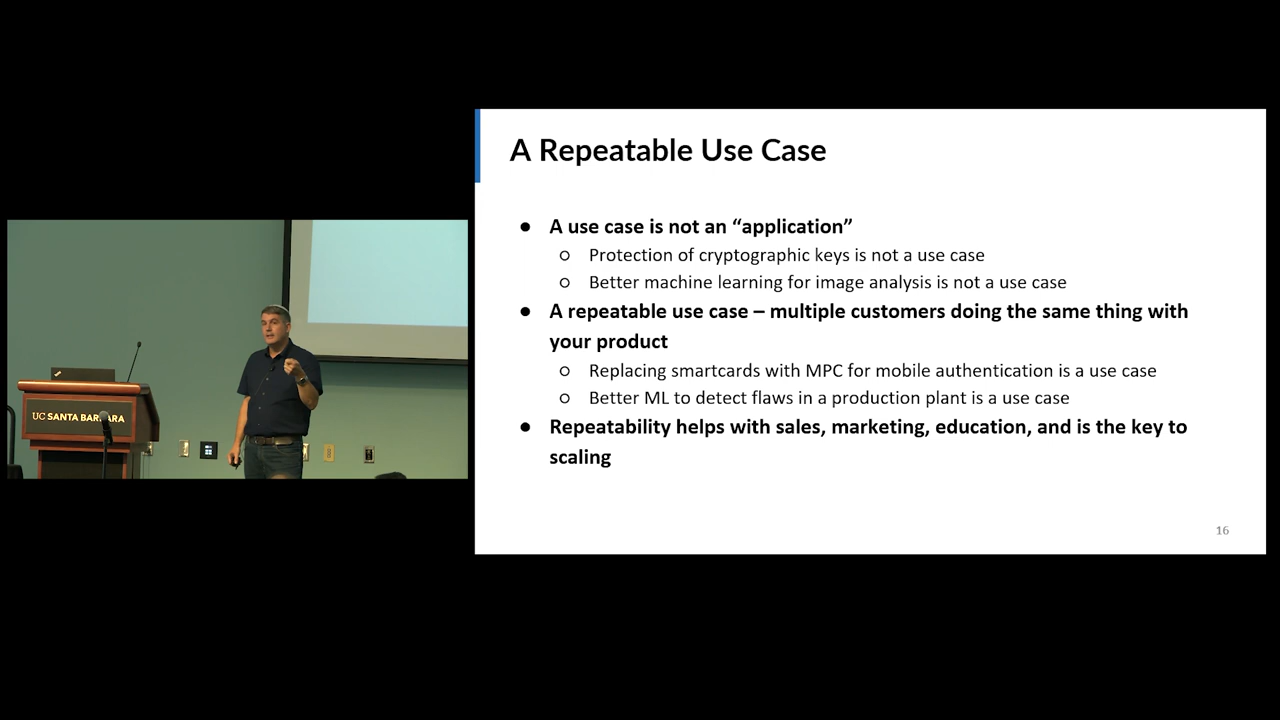 A Repeatable Use Case
● A use case is not an “application”
○ Protection of cryptographic keys is not a use case
○ Better machine learning for image analysis is not a use case
● A repeatable use case – multiple customers doing the same thing with
your product
○ Replacing smartcards with MPC for mobile authentication is a use case
○ Better ML to detect flaws in a production plant is a use case
● Repeatability helps with sales, marketing, education, and is the key to
scaling
16
UC SANTA BARBARA